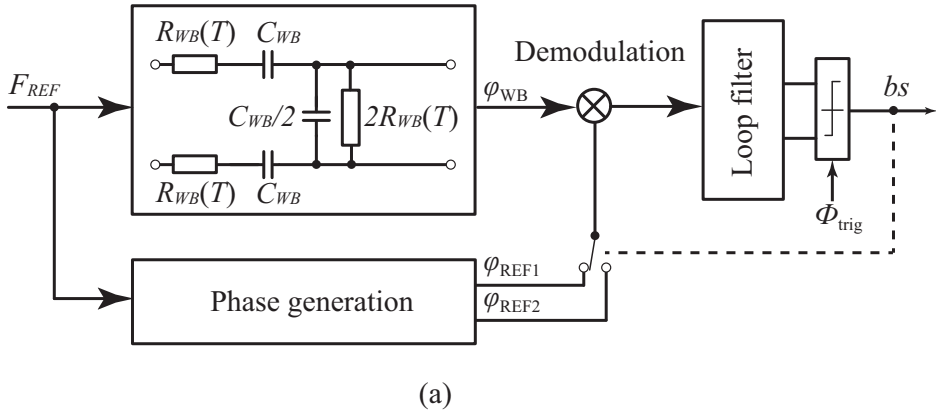 R_WB(T) C_WB
Demodulation
F_REF
C_WB/2
2R_WB(T)
φ_WB
Loop filter
bs
R_WB(T) C_WB
Φ_trig
φ_REF1
Phase generation
φ_REF2
(a)